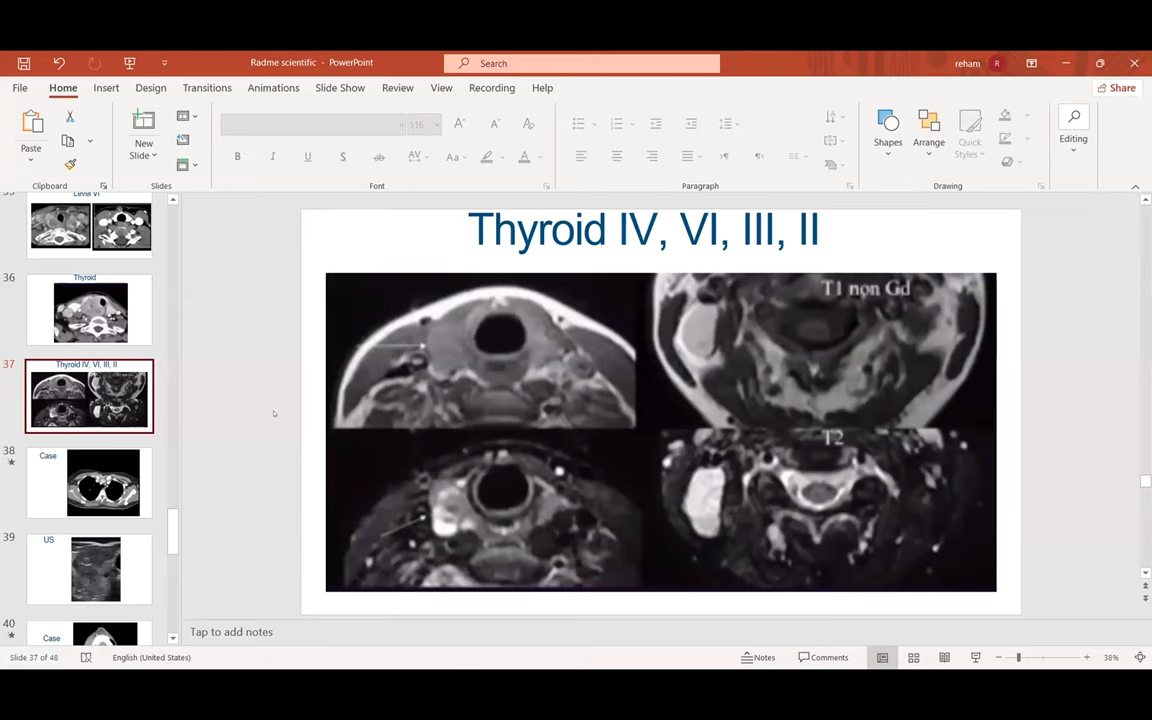 Radme scientific - PowerPoint
Search
reham
R
File
Home
Insert
Design
Transitions
Animations
Slide Show
Recording
Review
View
Help
Share
Paste
New
Slide
116
Shapes
Arrange
Quick
Styles
Editing
Clipboard
Slides
Font
Paragraph
Drawing
Level VI
36
Thyroid
37
Thyroid IV, VI, III, II
38
Case
39
US
40
Case
Thyroid IV, VI, III, II
T1 non Gd
T2
Tap to add notes
Slide 37 of 48
English (United States)
Notes
Comments
38%